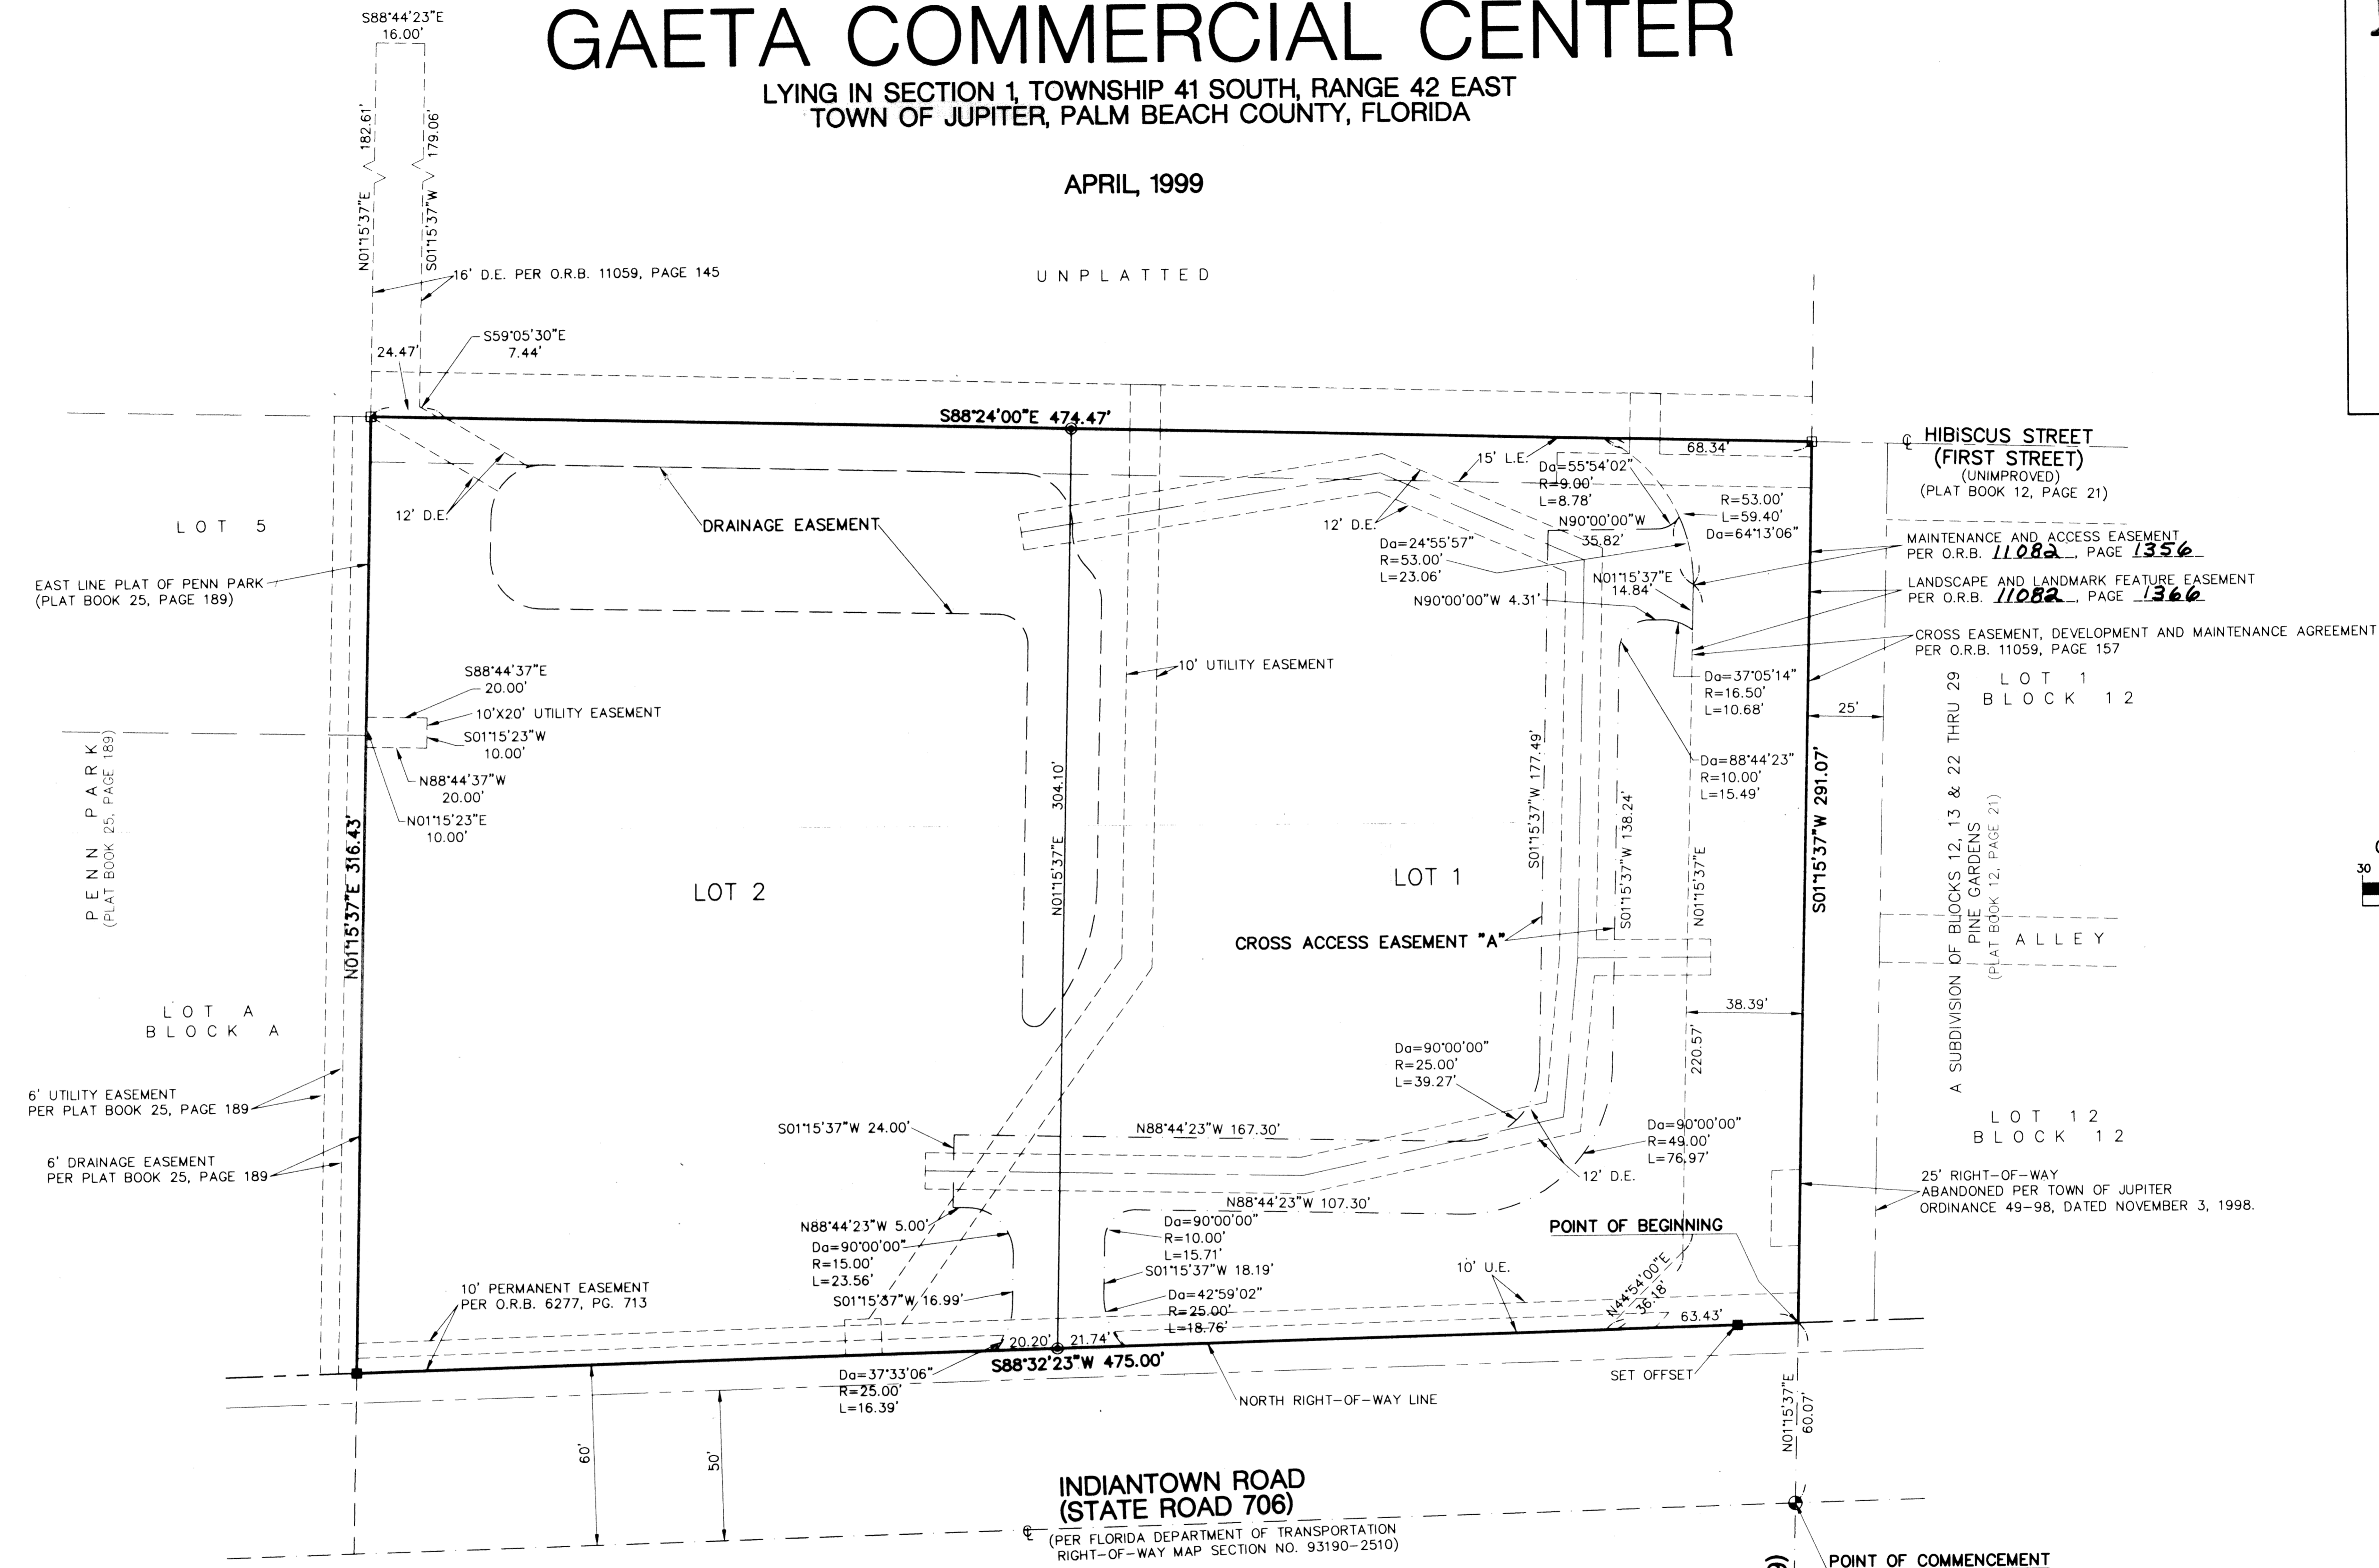 GAETA COMMERCIAL CENTER
LYING IN SECTION 1, TOWNSHIP 41 SOUTH, RANGE 42 EAST
TOWN OF JUPITER, PALM BEACH COUNTY, FLORIDA
APRIL, 1999
S88°44'23"E
16.00'
N01°15'37"E 182.61'
S01°15'37"W 179.06'
16' D.E. PER O.R.B. 11059, PAGE 145
UNPLATTED
S59°05'30"E
7.44'
24.47'
S88°24'00"E 474.47'
68.34'
℄ HIBISCUS STREET
(FIRST STREET)
(UNIMPROVED)
(PLAT BOOK 12, PAGE 21)
LOT 5
12' D.E.
DRAINAGE EASEMENT
15' L.E.
12' D.E.
Da=55°54'02"
R=9.00'
L=8.78'
R=53.00'
L=59.40'
Da=64°13'06"
N90°00'00"W
35.82'
Da=24°55'57"
R=53.00'
L=23.06'
N01°15'37"E
14.84'
N90°00'00"W 4.31'
MAINTENANCE AND ACCESS EASEMENT
PER O.R.B. 11082, PAGE 1356
LANDSCAPE AND LANDMARK FEATURE EASEMENT
PER O.R.B. 11082, PAGE 1366
CROSS EASEMENT, DEVELOPMENT AND MAINTENANCE AGREEMENT
PER O.R.B. 11059, PAGE 157
EAST LINE PLAT OF PENN PARK
(PLAT BOOK 25, PAGE 189)
S88°44'37"E
20.00'
10'X20' UTILITY EASEMENT
S01°15'23"W
10.00'
N88°44'37"W
20.00'
N01°15'23"E
10.00'
10' UTILITY EASEMENT
Da=37°05'14"
R=16.50'
L=10.68'
Da=88°44'23"
R=10.00'
L=15.49'
25'
LOT 1
BLOCK 12
PENN PARK
(PLAT BOOK 25, PAGE 189)
N01°15'37"E 316.43'
N01°15'37"E 304.10'
S01°15'37"W 177.49'
S01°15'37"W 138.24'
N01°15'37"E
220.57'
S01°15'37"W 291.07'
A SUBDIVISION OF BLOCKS 12, 13 & 22 THRU 29
PINE GARDENS
(PLAT BOOK 12, PAGE 21)
30
LOT 2
LOT 1
CROSS ACCESS EASEMENT "A"
ALLEY
38.39'
LOT A
BLOCK A
6' UTILITY EASEMENT
PER PLAT BOOK 25, PAGE 189
6' DRAINAGE EASEMENT
PER PLAT BOOK 25, PAGE 189
Da=90°00'00"
R=25.00'
L=39.27'
S01°15'37"W 24.00'
N88°44'23"W 167.30'
Da=90°00'00"
R=49.00'
L=76.97'
12' D.E.
LOT 12
BLOCK 12
25' RIGHT-OF-WAY
ABANDONED PER TOWN OF JUPITER
ORDINANCE 49-98, DATED NOVEMBER 3, 1998.
N88°44'23"W 107.30'
N88°44'23"W 5.00'
Da=90°00'00"
R=15.00'
L=23.56'
S01°15'37"W 16.99'
Da=90°00'00"
R=10.00'
L=15.71'
S01°15'37"W 18.19'
Da=42°59'02"
R=25.00'
L=18.76'
POINT OF BEGINNING
10' U.E.
N44°54'00"E
36.18'
63.43'
10' PERMANENT EASEMENT
PER O.R.B. 6277, PG. 713
20.20'
21.74'
S88°32'23"W 475.00'
Da=37°33'06"
R=25.00'
L=16.39'
NORTH RIGHT-OF-WAY LINE
SET OFFSET
N01°15'37"E
60.07'
60'
50'
INDIANTOWN ROAD
(STATE ROAD 706)
℄ (PER FLORIDA DEPARTMENT OF TRANSPORTATION
RIGHT-OF-WAY MAP SECTION NO. 93190-2510)
POINT OF COMMENCEMENT